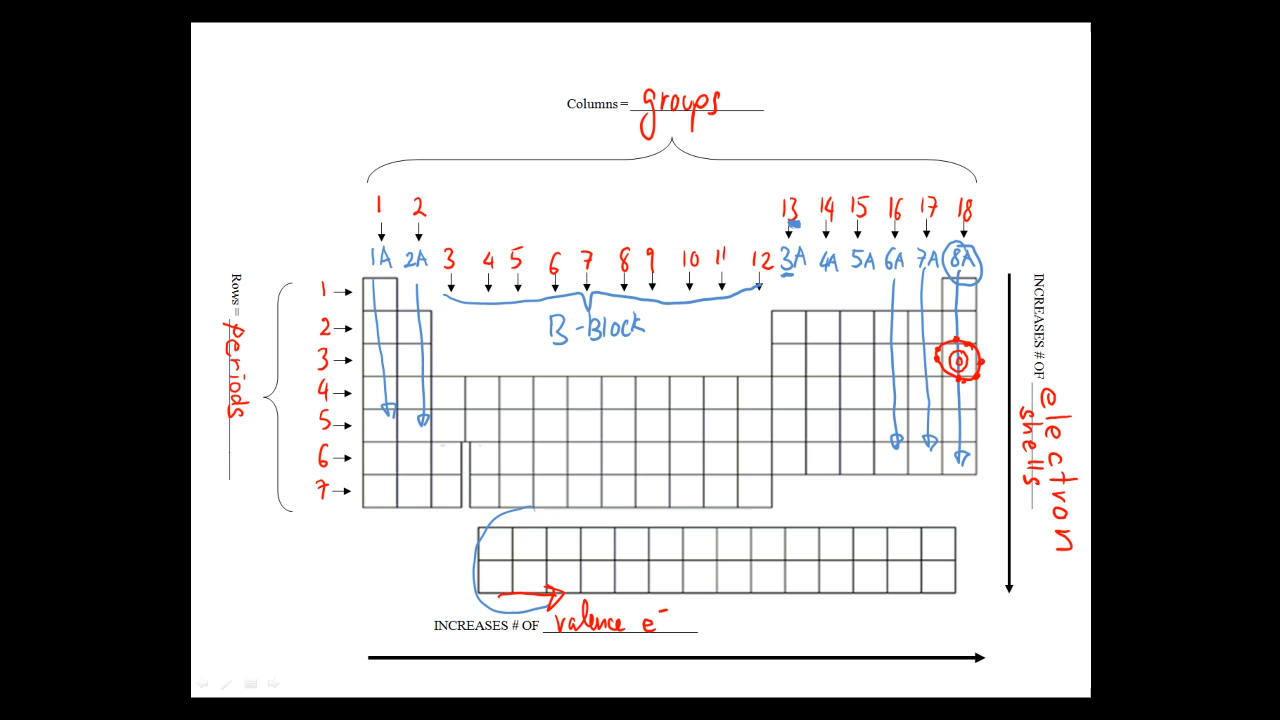 Columns = groups
1 2 13 14 15 16 17 18
1A 2A 3 4 5 6 7 8 9 10 11 12 3A 4A 5A 6A 7A 8A
B-Block
Rows = periods
1
2
3
4
5
6
7
INCREASES # OF electron shells
INCREASES # OF valence e⁻